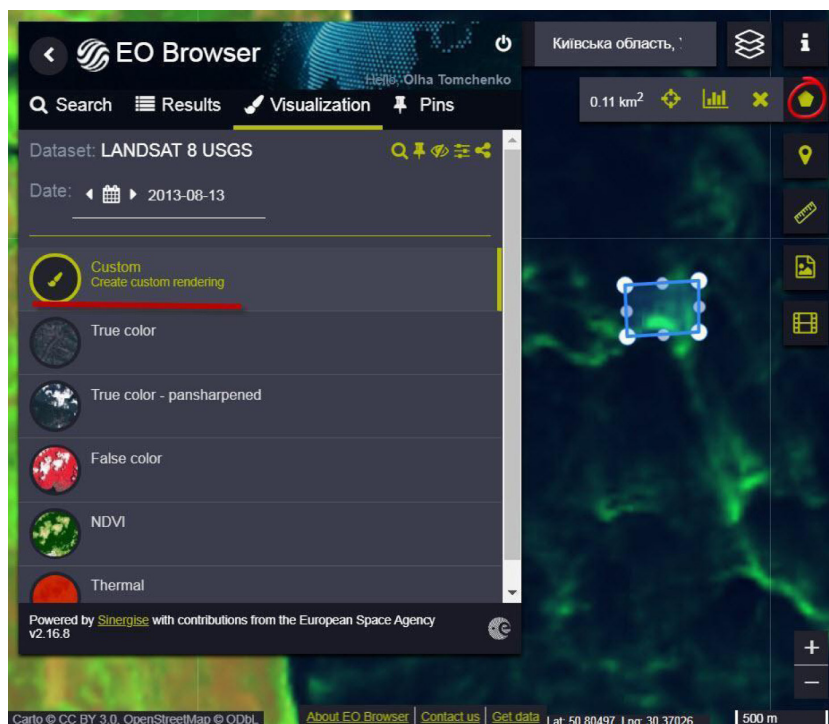 EO Browser
Hello, Olha Tomchenko
Search
Results
Visualization
Pins
Dataset: LANDSAT 8 USGS
Date:
2013-08-13
Custom
Create custom rendering
True color
True color - pansharpened
False color
NDVI
Thermal
Powered by Sinergise with contributions from the European Space Agency
v2.16.8
Київська область,
0.11 km²
Carto © CC BY 3.0, OpenStreetMap © ODbL
About EO Browser
Contact us
Get data
Lat: 50.80497, Lng: 30.37026
500 m